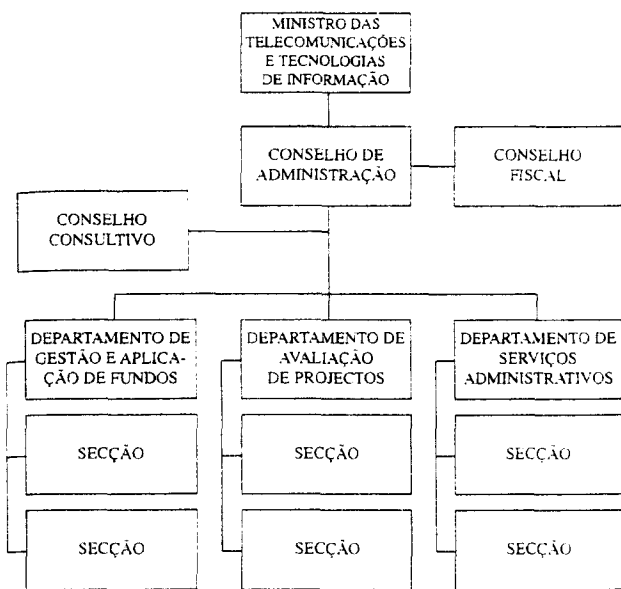 MINISTRO DAS
TELECOMUNICAÇÕES
E TECNOLOGIAS
DE INFORMAÇÃO
CONSELHO DE
ADMINISTRAÇÃO
CONSELHO
FISCAL
CONSELHO
CONSULTIVO
DEPARTAMENTO DE
GESTÃO E APLICA-
ÇÃO DE FUNDOS
DEPARTAMENTO DE
AVALIAÇÃO
DE PROJECTOS
DEPARTAMENTO DE
SERVIÇOS
ADMINISTRATIVOS
SECÇÃO
SECÇÃO
SECÇÃO
SECÇÃO
SECÇÃO
SECÇÃO